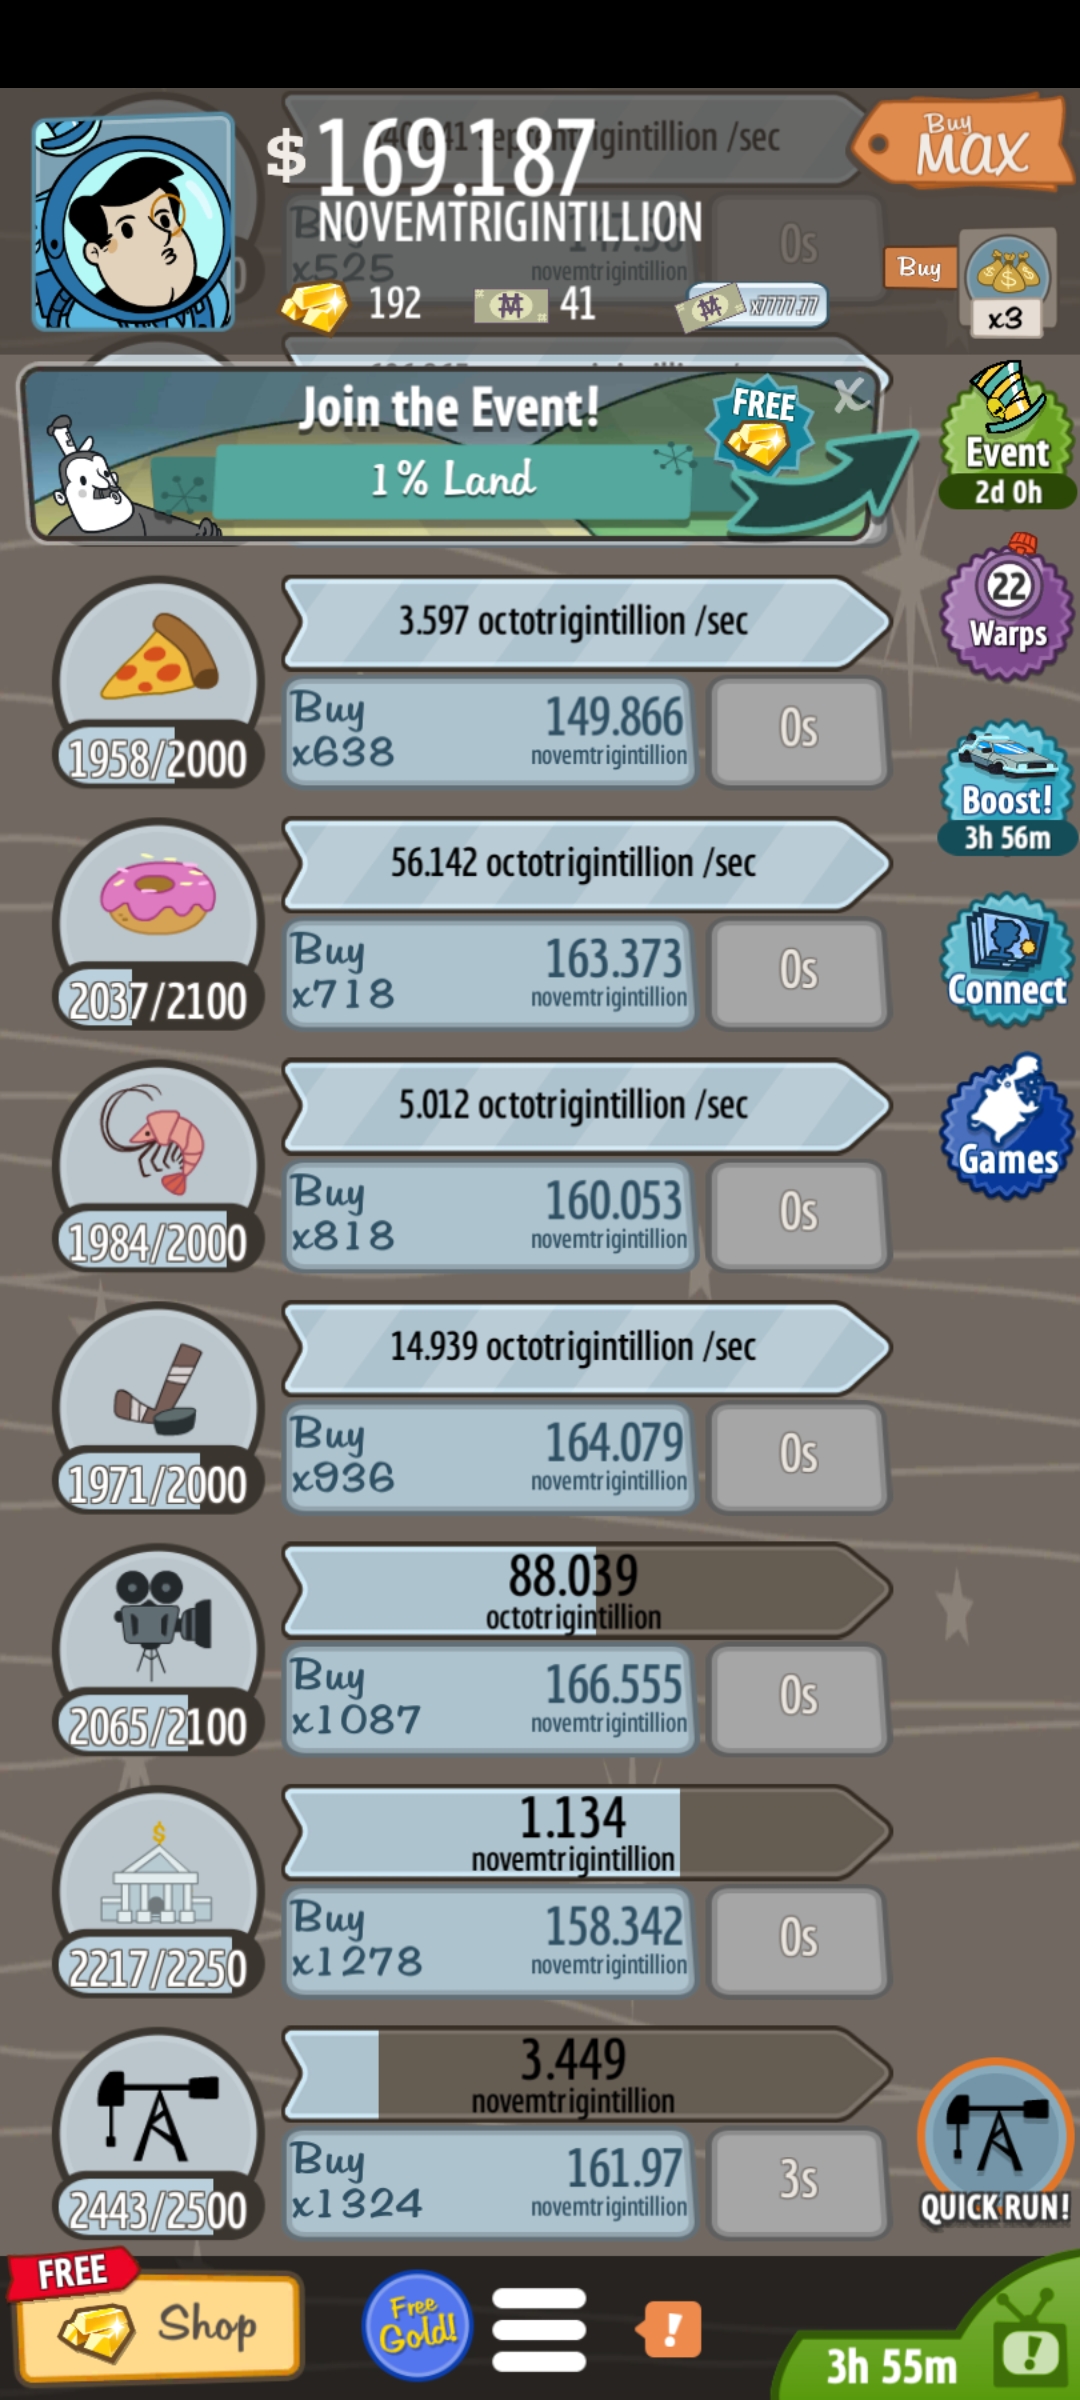 $169.187
NOVEMTRIGINTILLION
192
41
x7777.77
Buy
MAX
Buy
x3
x525
novemtrigintillion
0s
Join the Event!
1% Land
FREE
X
Event
2d 0h
22
Warps
3.597 octotrigintillion /sec
Buy
x638
149.866
novemtrigintillion
0s
1958/2000
Boost!
3h 56m
56.142 octotrigintillion /sec
Buy
x718
163.373
novemtrigintillion
0s
2037/2100
Connect
5.012 octotrigintillion /sec
Buy
x818
160.053
novemtrigintillion
0s
1984/2000
Games
14.939 octotrigintillion /sec
Buy
x936
164.079
novemtrigintillion
0s
1971/2000
88.039
octotrigintillion
Buy
x1087
166.555
novemtrigintillion
0s
2065/2100
$
1.134
novemtrigintillion
Buy
x1278
158.342
novemtrigintillion
0s
2217/2250
3.449
novemtrigintillion
Buy
x1324
161.97
novemtrigintillion
3s
2443/2500
QUICK RUN!
FREE
Shop
Free
Gold!
!
3h 55m
!